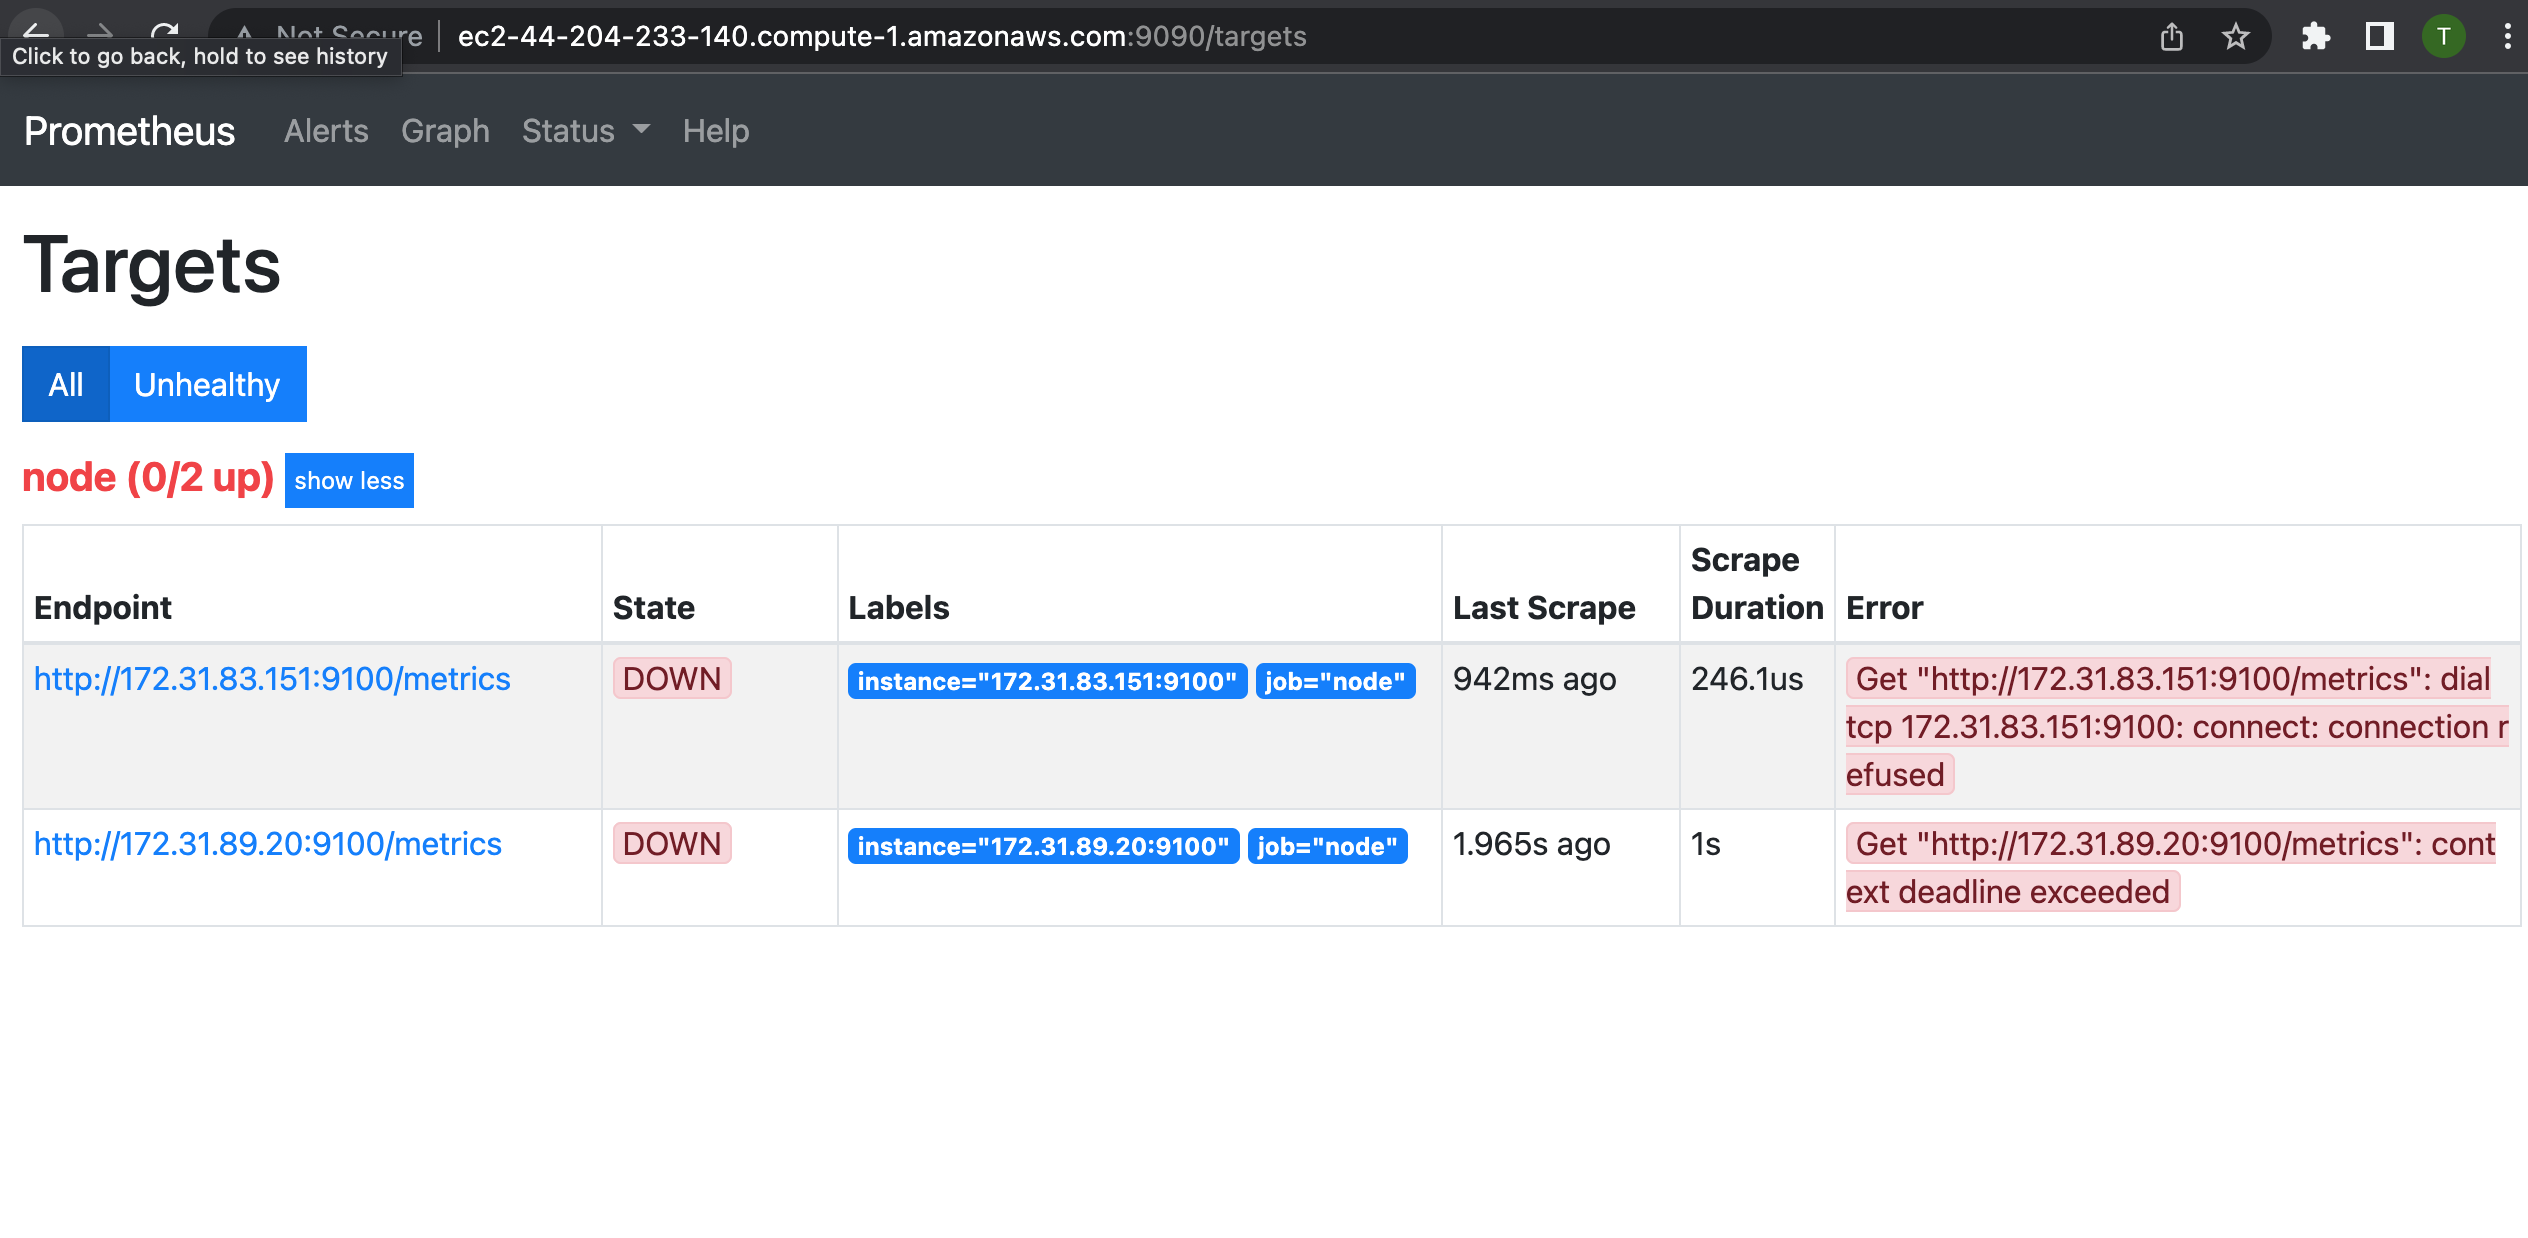 Not Secure ec2-44-204-233-140.compute-1.amazonaws.com:9090/targets T
Click to go back, hold to see history
Prometheus Alerts Graph Status Help
Targets
All Unhealthy
node (0/2 up) show less
Scrape
Endpoint State Labels Last Scrape Duration Error
http://172.31.83.151:9100/metrics DOWN instance="172.31.83.151:9100" job="node" 942ms ago 246.1us Get "http://172.31.83.151:9100/metrics": dial
tcp 172.31.83.151:9100: connect: connection r
efused
http://172.31.89.20:9100/metrics DOWN instance="172.31.89.20:9100" job="node" 1.965s ago 1s Get "http://172.31.89.20:9100/metrics": cont
ext deadline exceeded